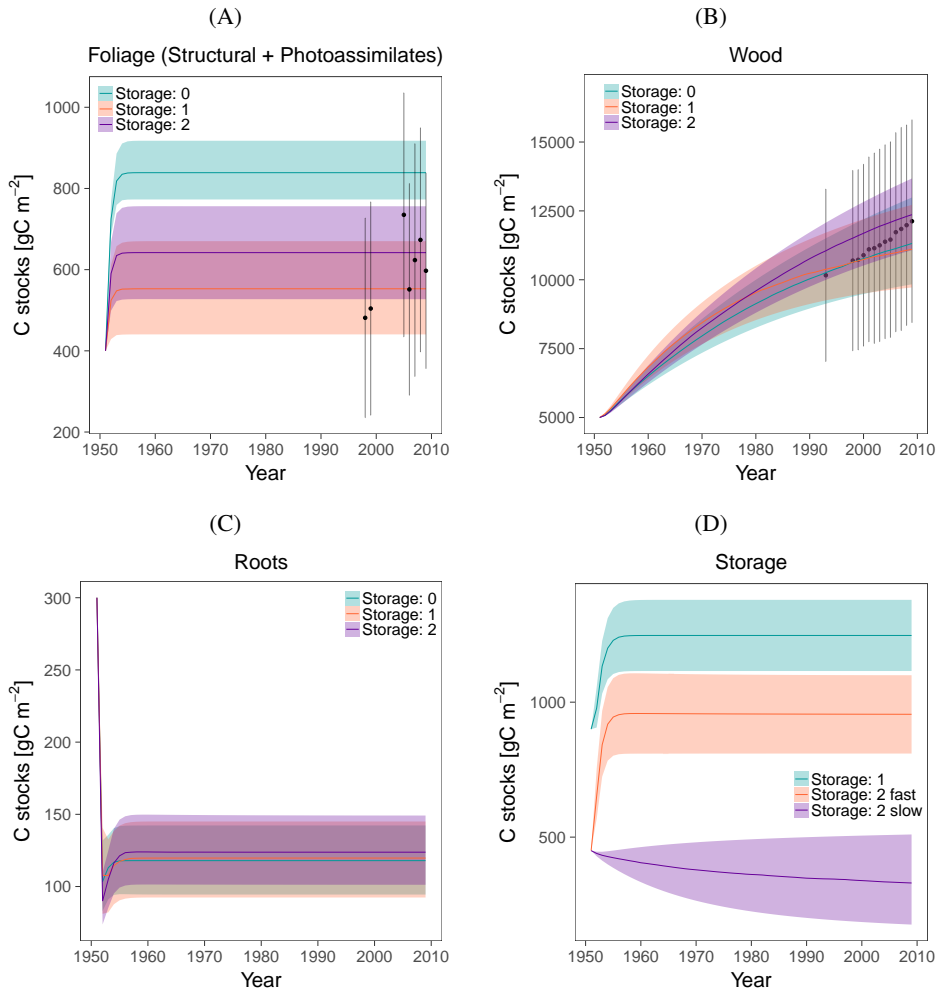 (A)
Foliage (Structural + Photoassimilates)
Storage: 0
Storage: 1
Storage: 2
C stocks [gC m⁻²]
1000
800
600
400
200
1950 1960 1970 1980 1990 2000 2010
Year
(B)
Wood
Storage: 0
Storage: 1
Storage: 2
C stocks [gC m⁻²]
15000
12500
10000
7500
5000
1950 1960 1970 1980 1990 2000 2010
Year
(C)
Roots
Storage: 0
Storage: 1
Storage: 2
C stocks [gC m⁻²]
300
250
200
150
100
1950 1960 1970 1980 1990 2000 2010
Year
(D)
Storage
Storage: 1
Storage: 2 fast
Storage: 2 slow
C stocks [gC m⁻²]
1000
500
1950 1960 1970 1980 1990 2000 2010
Year